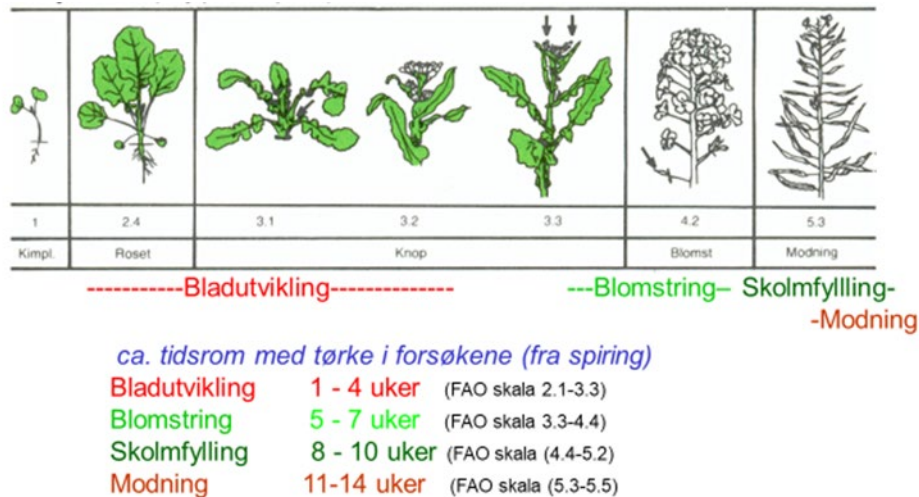 1 2.4 3.1 3.2 3.3 4.2 5.3
Kimpl. Roset Knop Blomst Modning
-----------Bladutvikling-------------- ---Blomstring-- Skolmfyllling-
-Modning
ca. tidsrom med tørke i forsøkene (fra spiring)
Bladutvikling 1 - 4 uker (FAO skala 2.1-3.3)
Blomstring 5 - 7 uker (FAO skala 3.3-4.4)
Skolmfylling 8 - 10 uker (FAO skala (4.4-5.2)
Modning 11-14 uker (FAO skala (5.3-5.5)